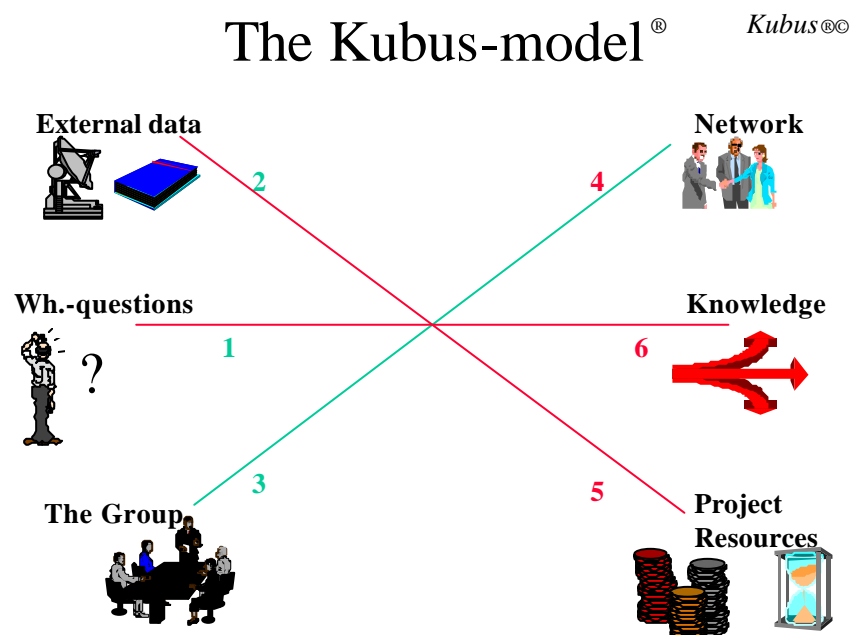 The Kubus-model®
Kubus®©
External data
Network
2
4
Wh.-questions
Knowledge
1
6
?
3
5
The Group
Project
Resources